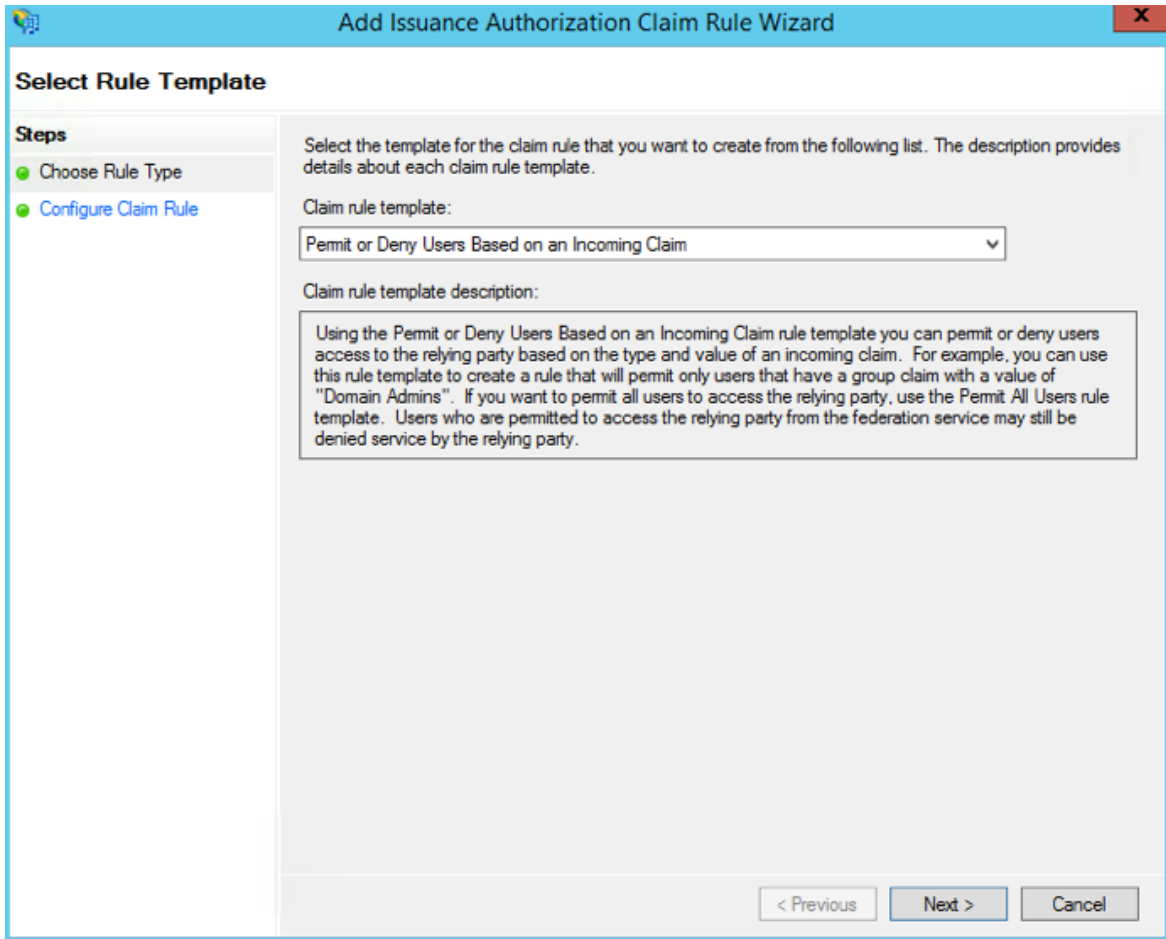 Add Issuance Authorization Claim Rule Wizard
x
Select Rule Template
Steps
Choose Rule Type
Configure Claim Rule
Select the template for the claim rule that you want to create from the following list. The description provides
details about each claim rule template.
Claim rule template:
Permit or Deny Users Based on an Incoming Claim
Claim rule template description:
Using the Permit or Deny Users Based on an Incoming Claim rule template you can permit or deny users
access to the relying party based on the type and value of an incoming claim. For example, you can use
this rule template to create a rule that will permit only users that have a group claim with a value of
"Domain Admins". If you want to permit all users to access the relying party, use the Permit All Users rule
template. Users who are permitted to access the relying party from the federation service may still be
denied service by the relying party.
< Previous
Next >
Cancel